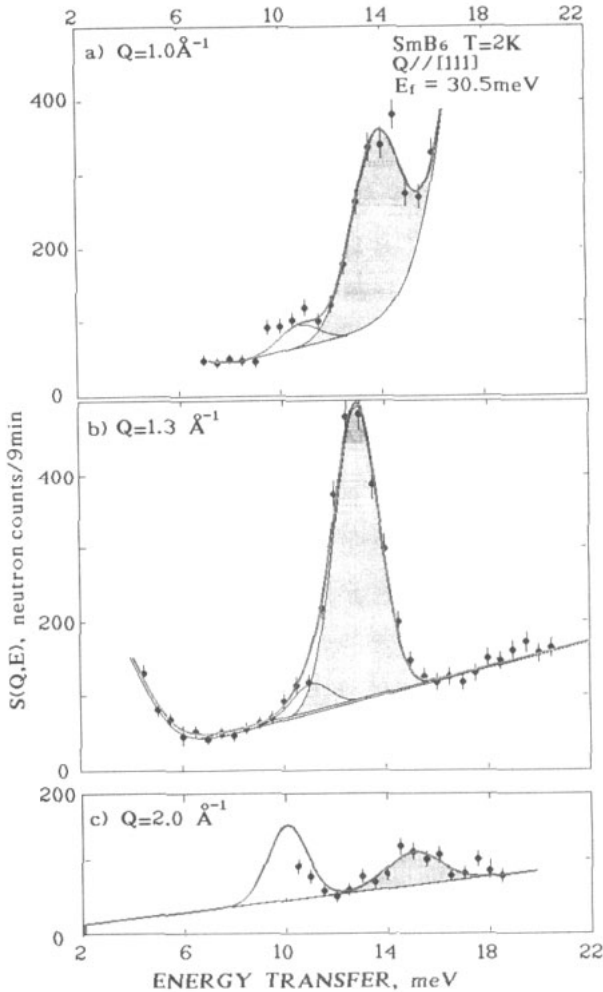 2 6 10 14 18 22
a) Q=1.0Å⁻¹
SmB₆ T=2K
Q//[111]
E_f = 30.5meV
400
200
0
b) Q=1.3 Å⁻¹
400
200
0
S(Q,E), neutron counts/9min
c) Q=2.0 Å⁻¹
200
0
2 6 10 14 18 22
ENERGY TRANSFER, meV